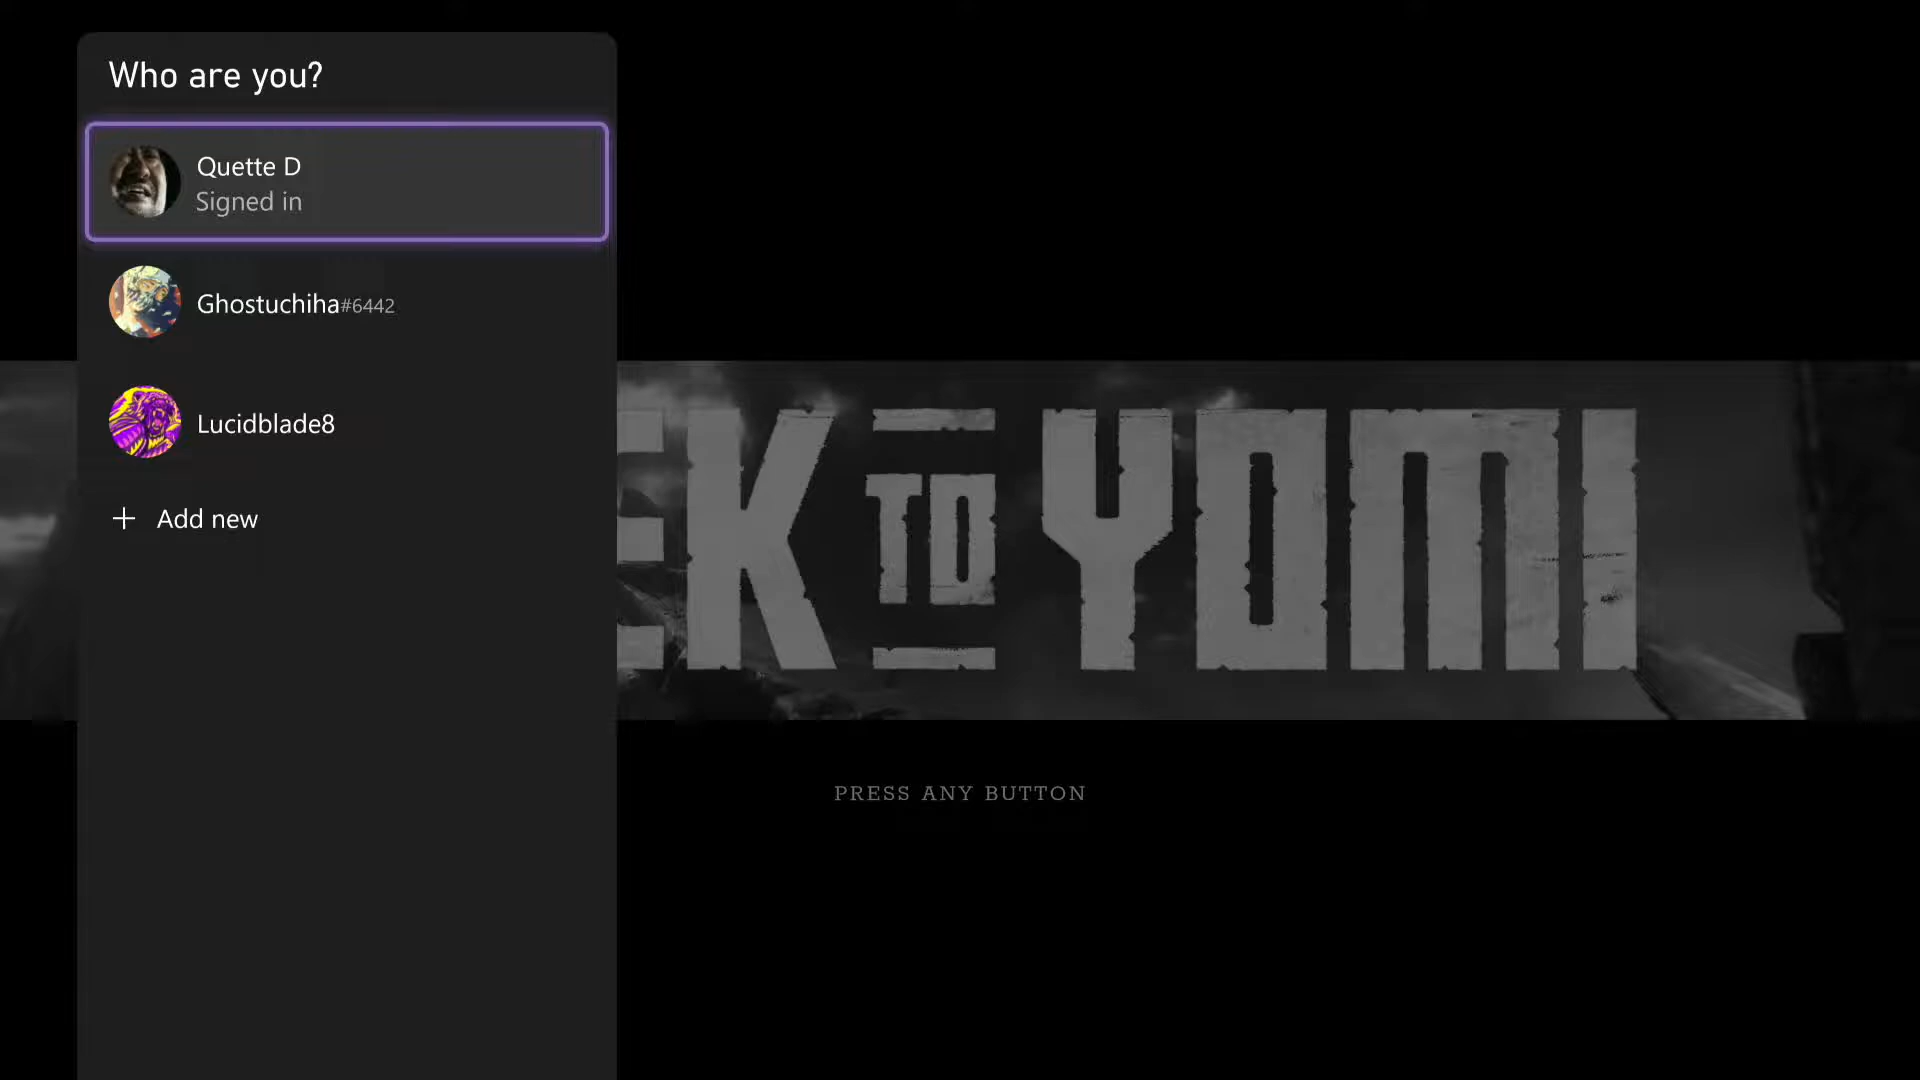 Who are you?
Quette D
Signed in
Ghostuchiha#6442
Lucidblade8
+ Add new
EK TO YOMI
PRESS ANY BUTTON